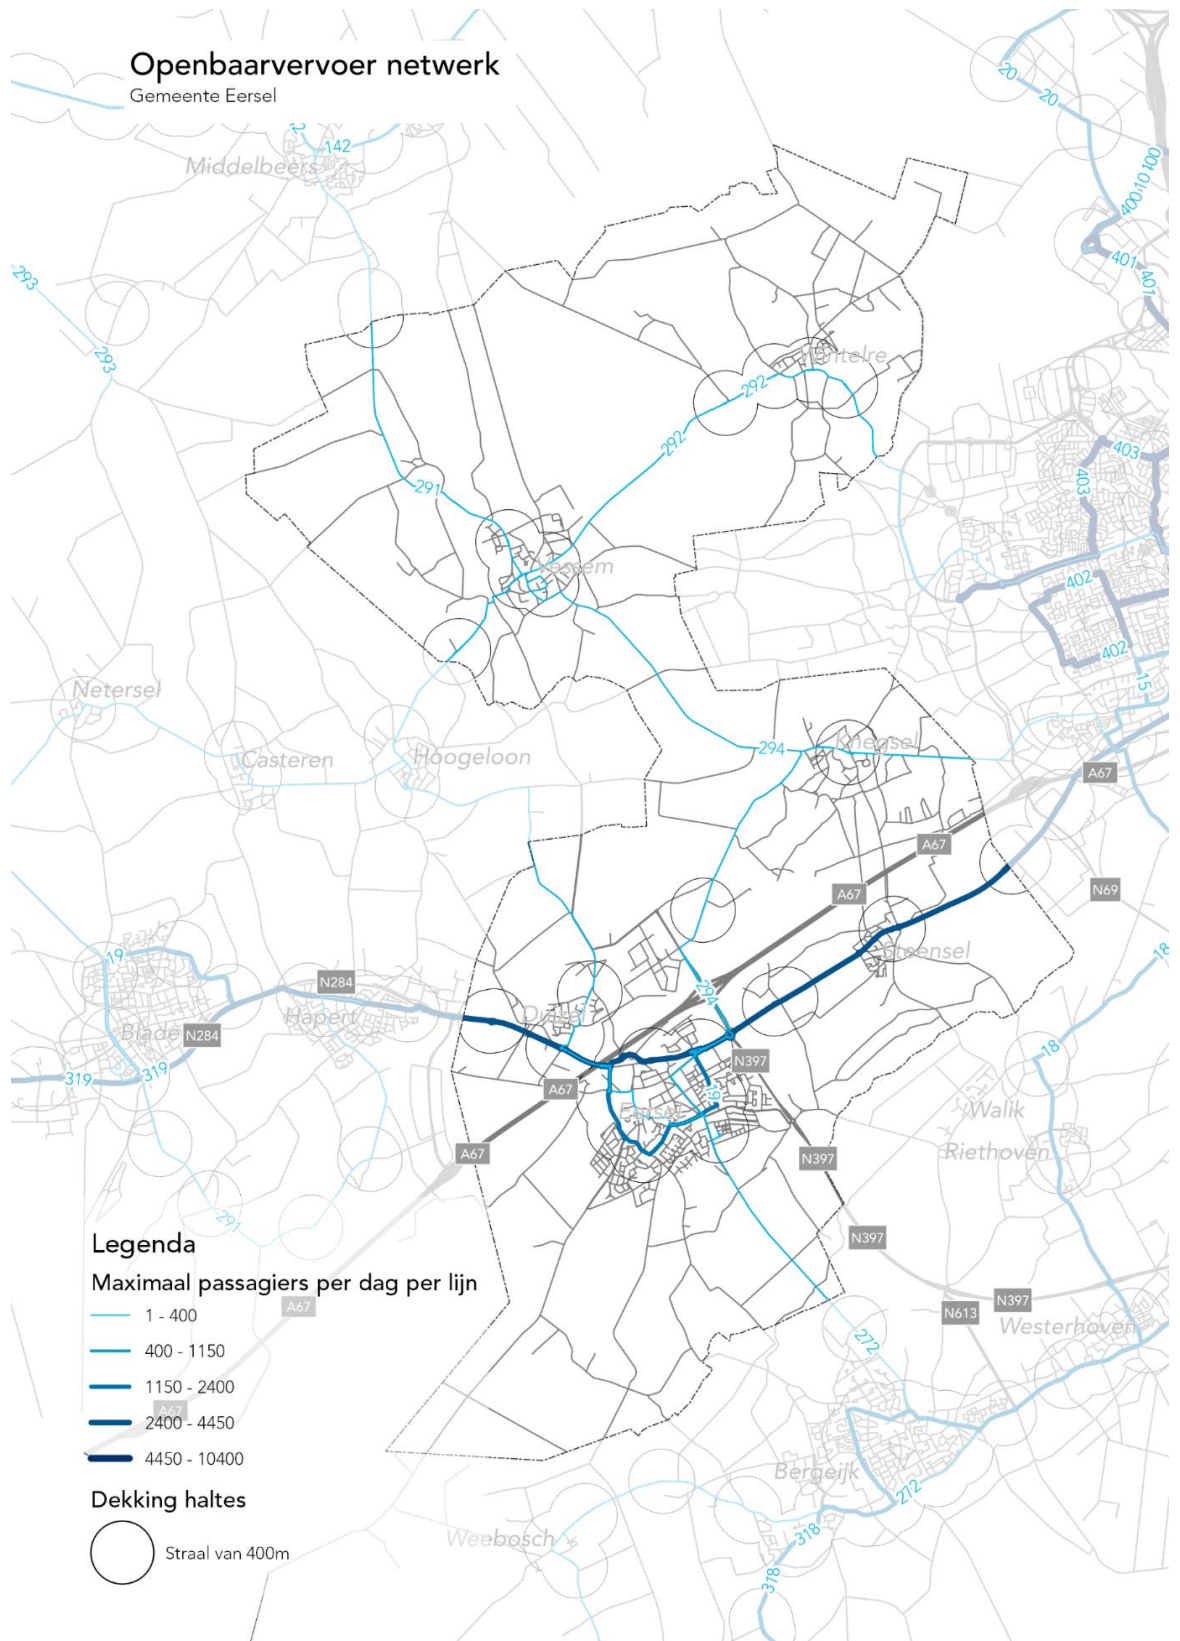 Openbaarvervoer netwerk
Gemeente Eersel
20
20
142
Middelbeers
400
401
401
293
293
Wintelre
292
292
291
403
403
Vessem
402
402
15
Netersel
Casteren
Hoogeloon
294
Knegsel
A67
A67
A67
N69
19
N284
Steensel
18
294
Duizel
Hapert
Bladel
N284
319
319
N397
18
A67
19
Eersel
Walik
Riethoven
A67
N397
291
N397
Legenda
Maximaal passagiers per dag per lijn
1 - 400
400 - 1150
1150 - 2400
2400 - 4450
4450 - 10400
A67
A67
N397
N613
Westerhoven
272
Bergeijk
272
Dekking haltes
Straal van 400m
Weebosch
318
318